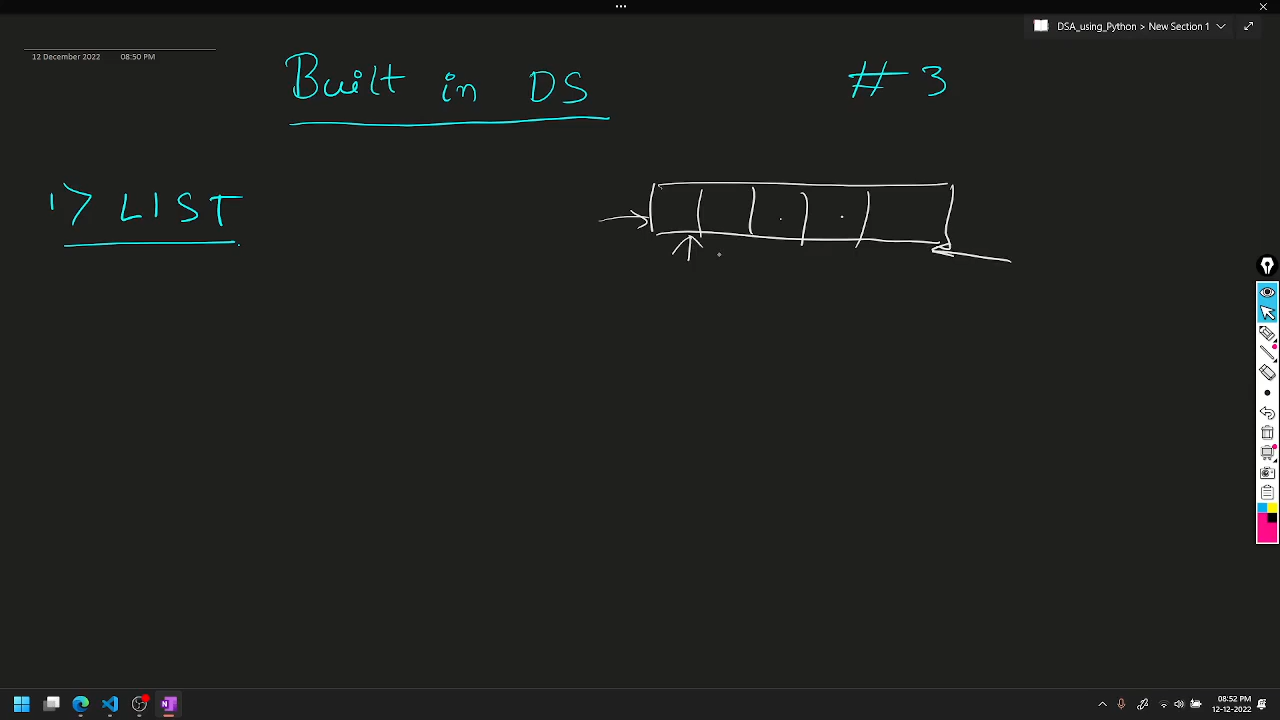 DSA_using_Python > New Section 1
12 December 2022 08:50 PM
Built in DS # 3
1> LIST
08:52 PM
12-12-2022